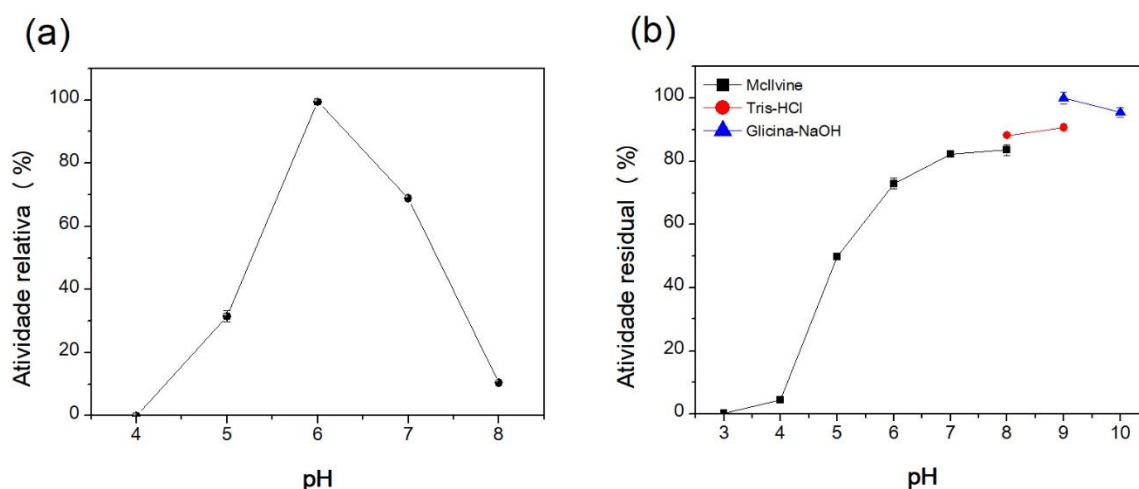 (a)
Atividade relativa ( %)
100
80
60
40
20
0
4 5 6 7 8
pH
(b)
Atividade residual ( %)
100
80
60
40
20
0
McIlvine
Tris-HCl
Glicina-NaOH
3 4 5 6 7 8 9 10
pH